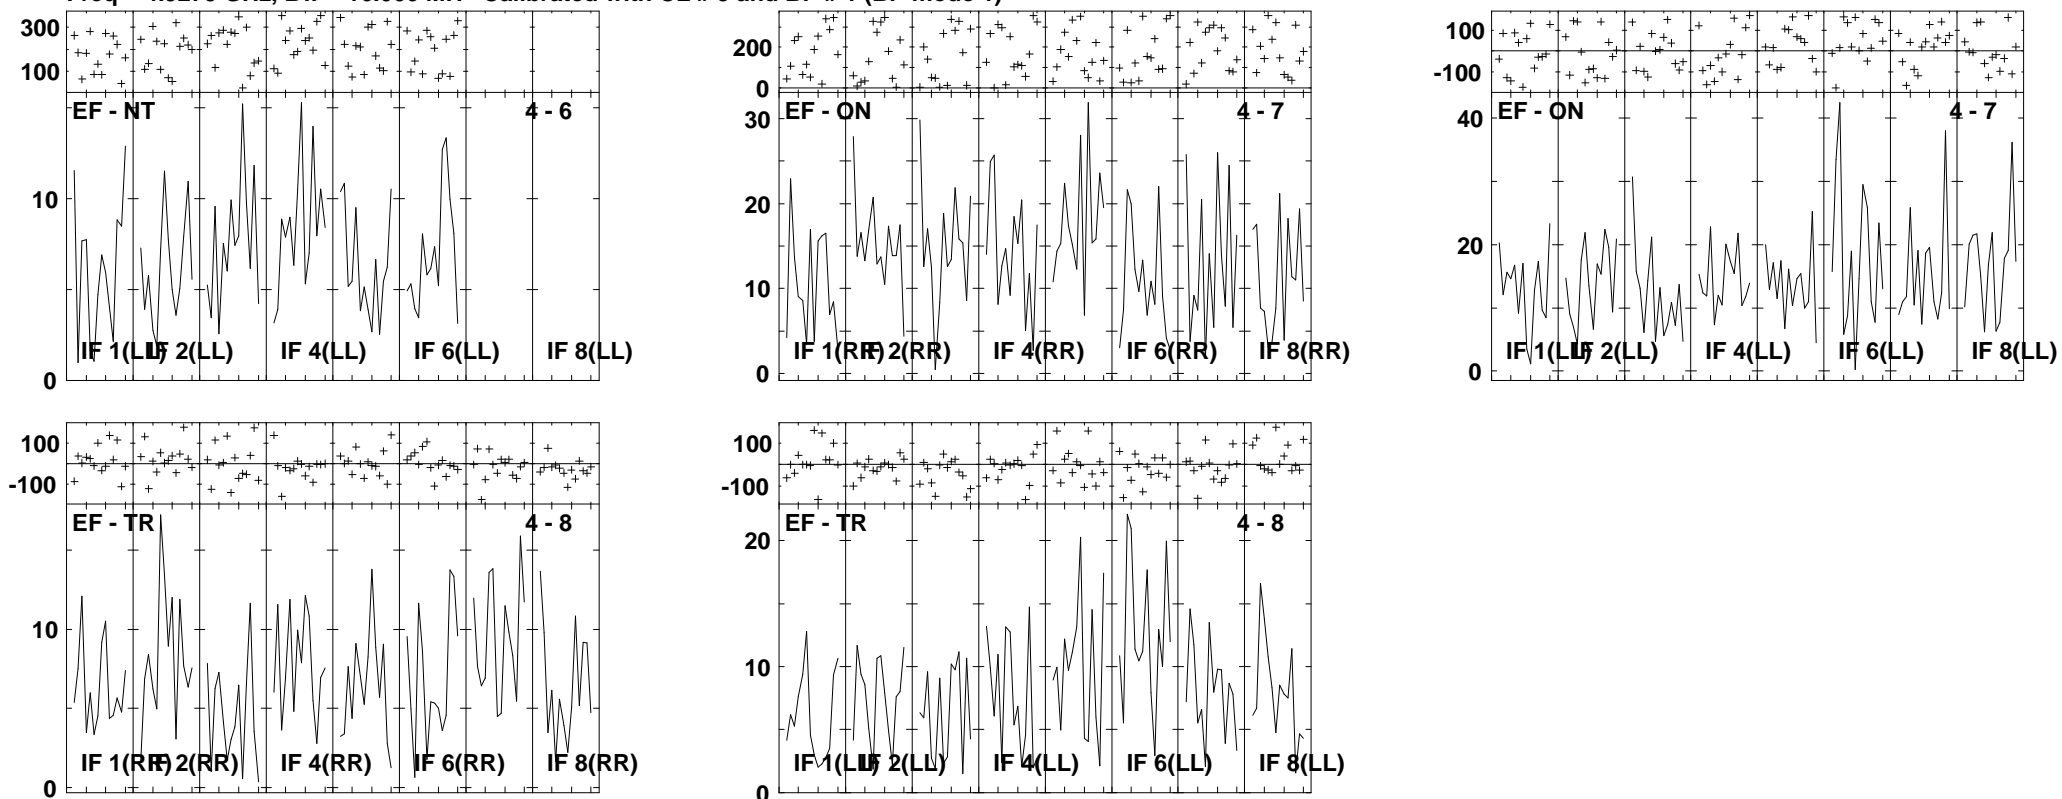 300
100
EF - NT
4 - 6
10
0
IF 1(LL)
IF 2(LL)
IF 4(LL)
IF 6(LL)
IF 8(LL)
200
0
EF - ON
4 - 7
30
20
10
0
IF 1(RR)
IF 2(RR)
IF 4(RR)
IF 6(RR)
IF 8(RR)
100
-100
EF - ON
4 - 7
40
20
0
IF 1(LL)
IF 2(LL)
IF 4(LL)
IF 6(LL)
IF 8(LL)
100
-100
EF - TR
4 - 8
10
0
IF 1(RR)
IF 2(RR)
IF 4(RR)
IF 6(RR)
IF 8(RR)
100
-100
EF - TR
4 - 8
20
10
0
IF 1(LL)
IF 2(LL)
IF 4(LL)
IF 6(LL)
IF 8(LL)